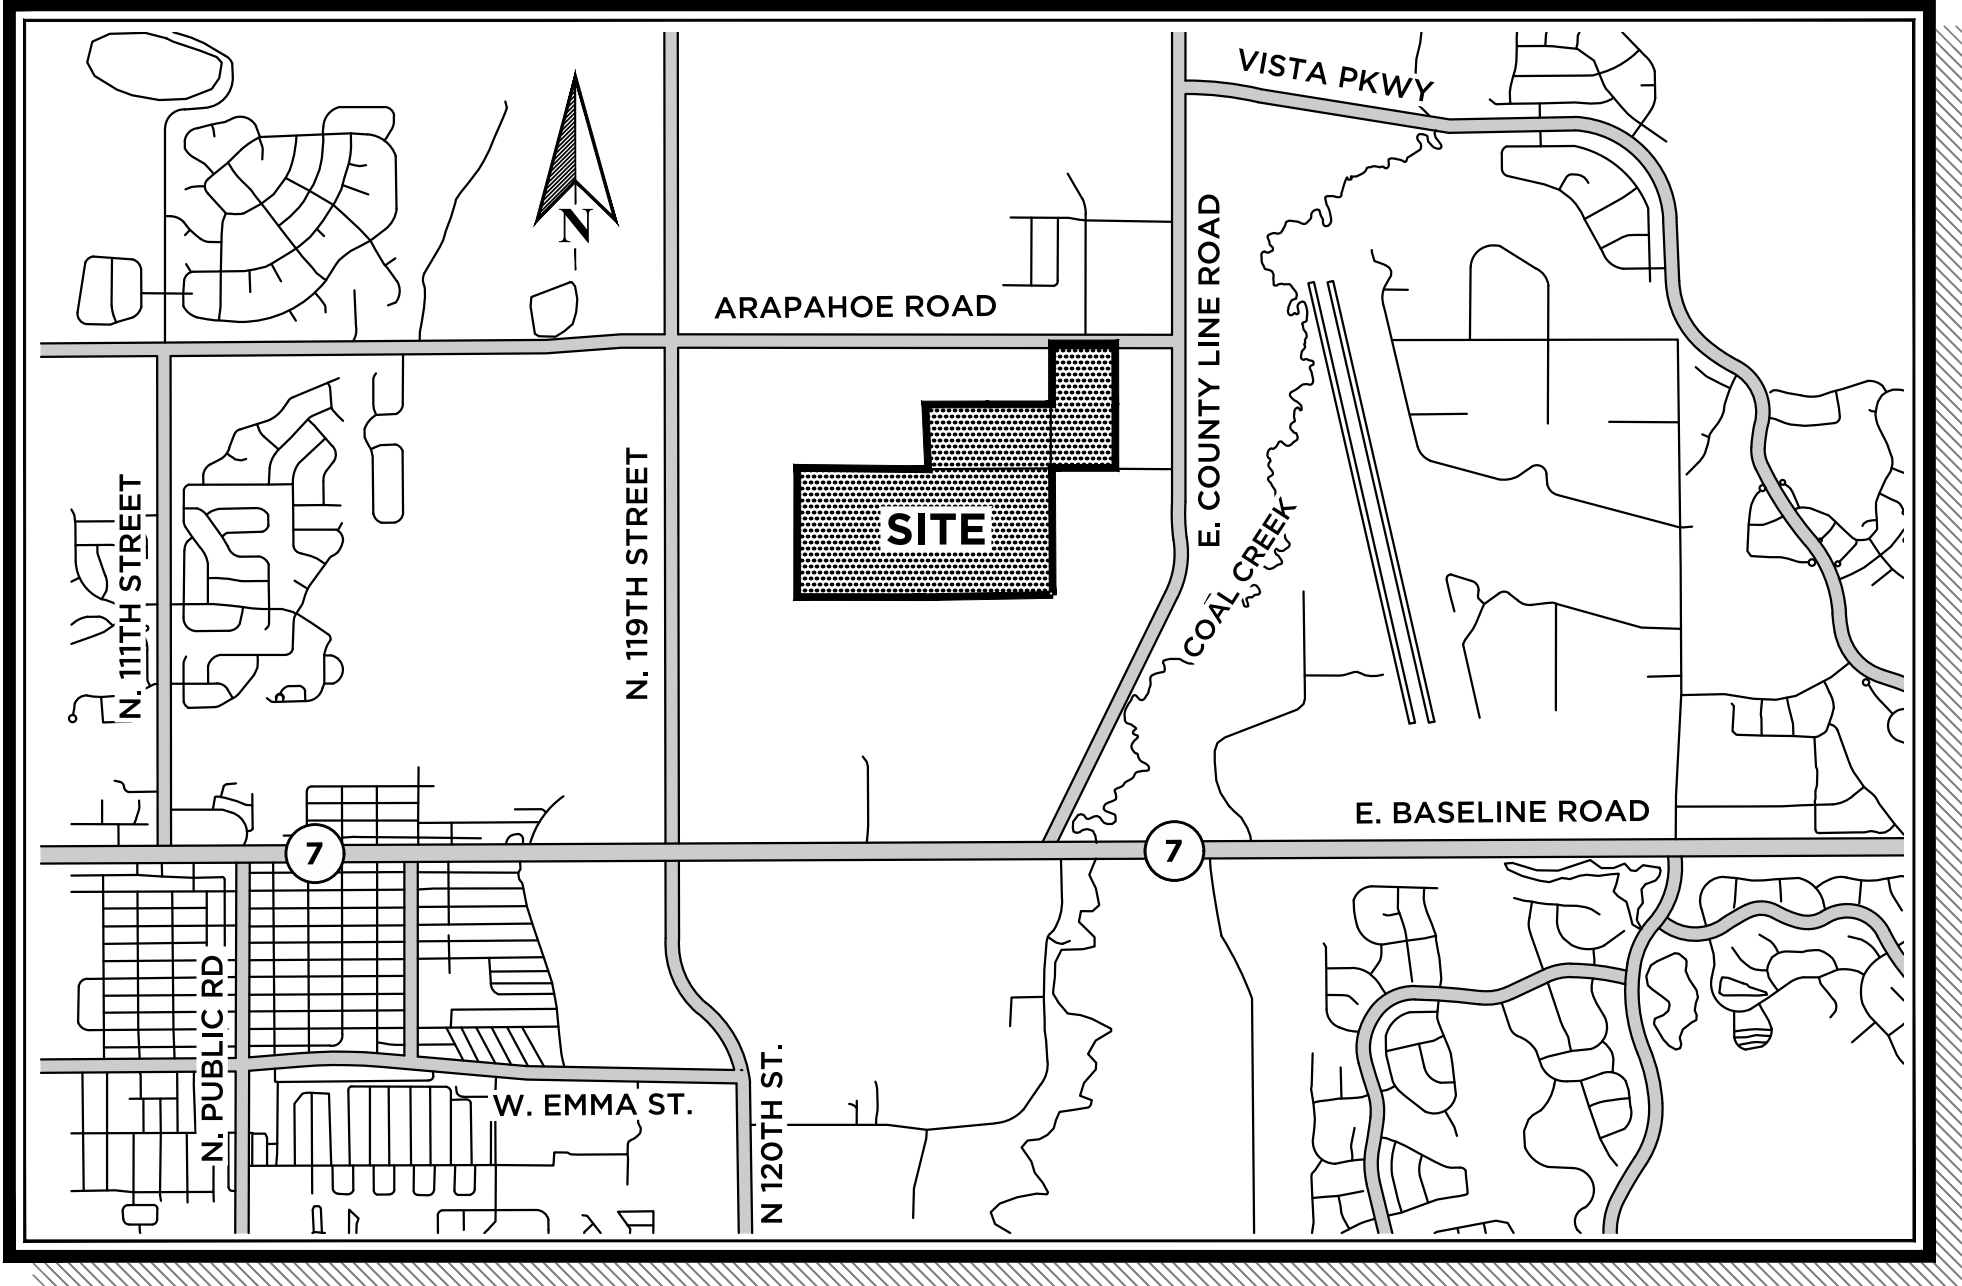 VISTA PKWY
N
ARAPAHOE ROAD
E. COUNTY LINE ROAD
N. 111TH STREET
N. 119TH STREET
SITE
COAL CREEK
E. BASELINE ROAD
7
7
N. PUBLIC RD
W. EMMA ST.
N 120TH ST.